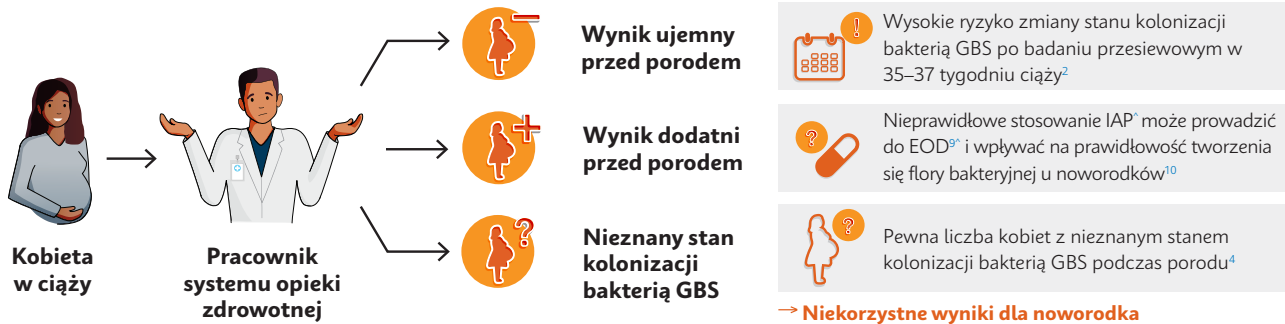 Kobieta
w ciąży
Pracownik
systemu opieki
zdrowotnej
Wynik ujemny
przed porodem
Wynik dodatni
przed porodem
Nieznany stan
kolonizacji
bakterią GBS
Wysokie ryzyko zmiany stanu kolonizacji
bakterią GBS po badaniu przesiewowym w
35–37 tygodniu ciąży²
Nieprawidłowe stosowanie IAP^ może prowadzić
do EOD⁹^ i wpływać na prawidłowość tworzenia
się flory bakteryjnej u noworodków¹⁰
Pewna liczba kobiet z nieznanym stanem
kolonizacji bakterią GBS podczas porodu⁴
→ Niekorzystne wyniki dla noworodka